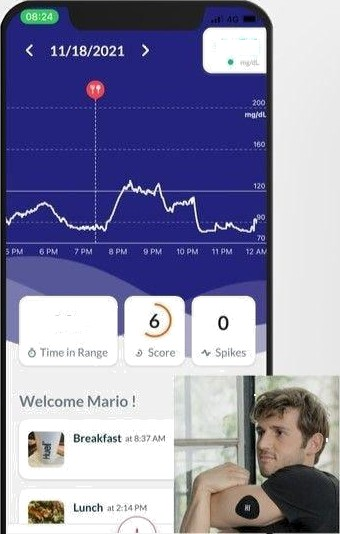 08:24
4G
11/18/2021
mg/dL
200
mg/dL
160
120
90
70
5 PM 6 PM 7 PM 8 PM 9 PM 10 PM 11 PM 12 AM
6 0
Time in Range Score Spikes
Welcome Mario !
Breakfast at 8:37 AM
Huel
Lunch at 2:14 PM